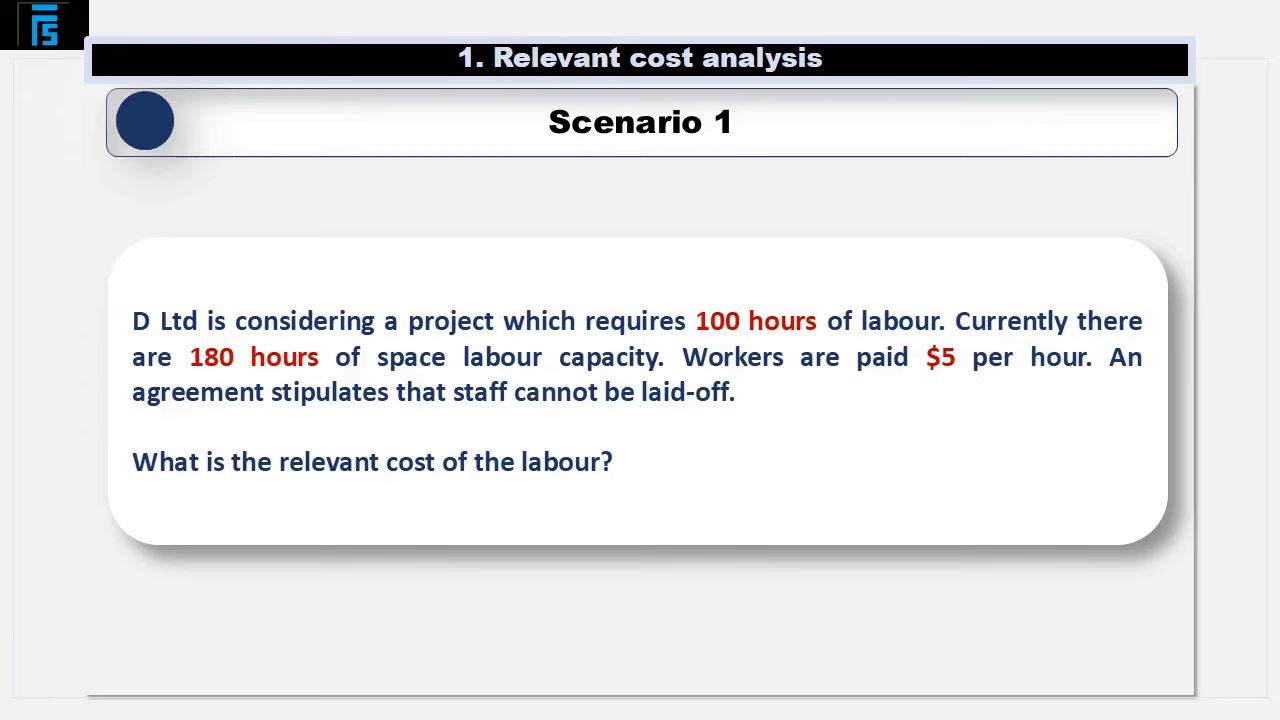 1. Relevant cost analysis
Scenario 1
D Ltd is considering a project which requires 100 hours of labour. Currently there
are 180 hours of space labour capacity. Workers are paid $5 per hour. An
agreement stipulates that staff cannot be laid-off.
What is the relevant cost of the labour?